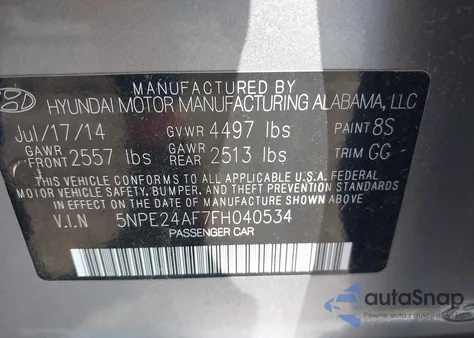 MANUFACTURED BY
HYUNDAI MOTOR MANUFACTURING ALABAMA, LLC
Jul/17/14 GVWR 4497 lbs PAINT 8S
GAWR FRONT 2557 lbs GAWR REAR 2513 lbs TRIM GG
THIS VEHICLE CONFORMS TO ALL APPLICABLE U.S. FEDERAL
MOTOR VEHICLE SAFETY, BUMPER, AND THEFT PREVENTION STANDARDS
IN EFFECT ON THE DATE OF MANUFACTURE SHOWN ABOVE.
V.I.N 5NPE24AF7FH040534
PASSENGER CAR
autoSnap